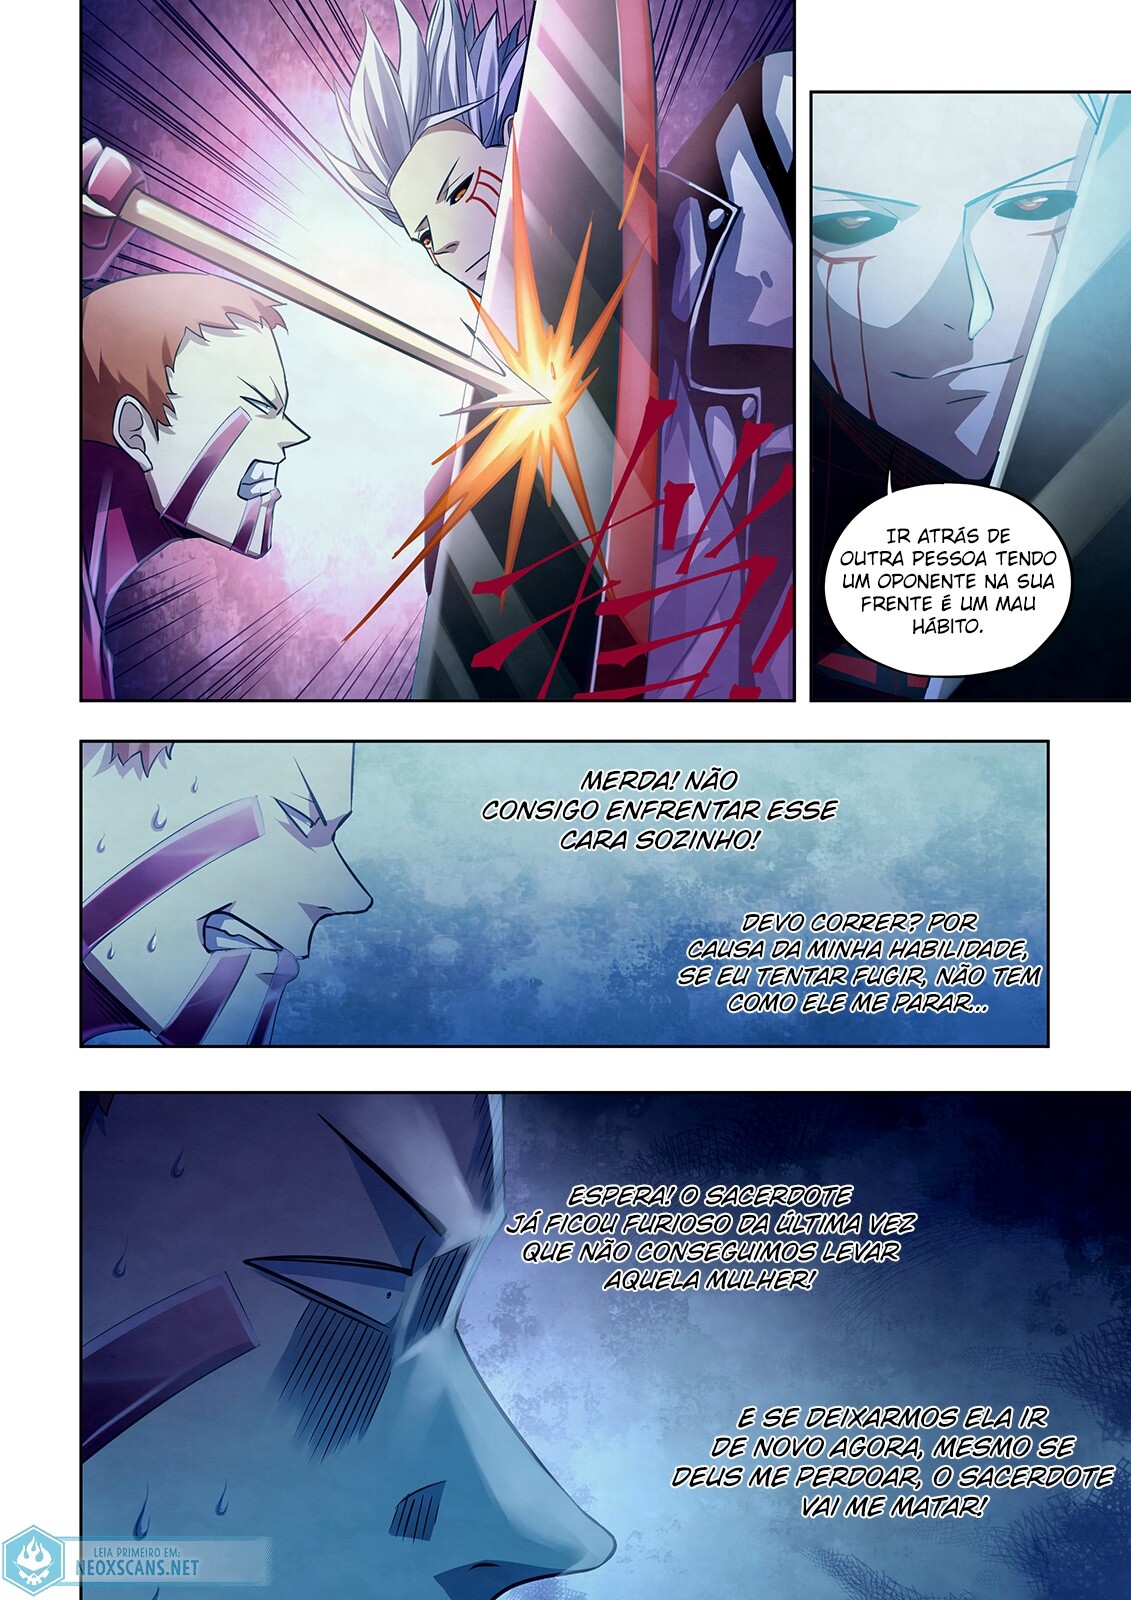 IR ATRÁS DE
OUTRA PESSOA TENDO
UM OPONENTE NA SUA
FRENTE É UM MAU
HÁBITO.
MERDA! NÃO
CONSIGO ENFRENTAR ESSE
CARA SOZINHO!
DEVO CORRER? POR
CAUSA DA MINHA HABILIDADE,
SE EU TENTAR FUGIR, NÃO TEM
COMO ELE ME PARAR...
ESPERA! O SACERDOTE
JÁ FICOU FURIOSO DA ÚLTIMA VEZ
QUE NÃO CONSEGUIMOS LEVAR
AQUELA MULHER!
E SE DEIXARMOS ELA IR
DE NOVO AGORA, MESMO SE
DEUS ME PERDOAR, O SACERDOTE
VAI ME MATAR!
LEIA PRIMEIRO EM:
NEOXSCANS.NET